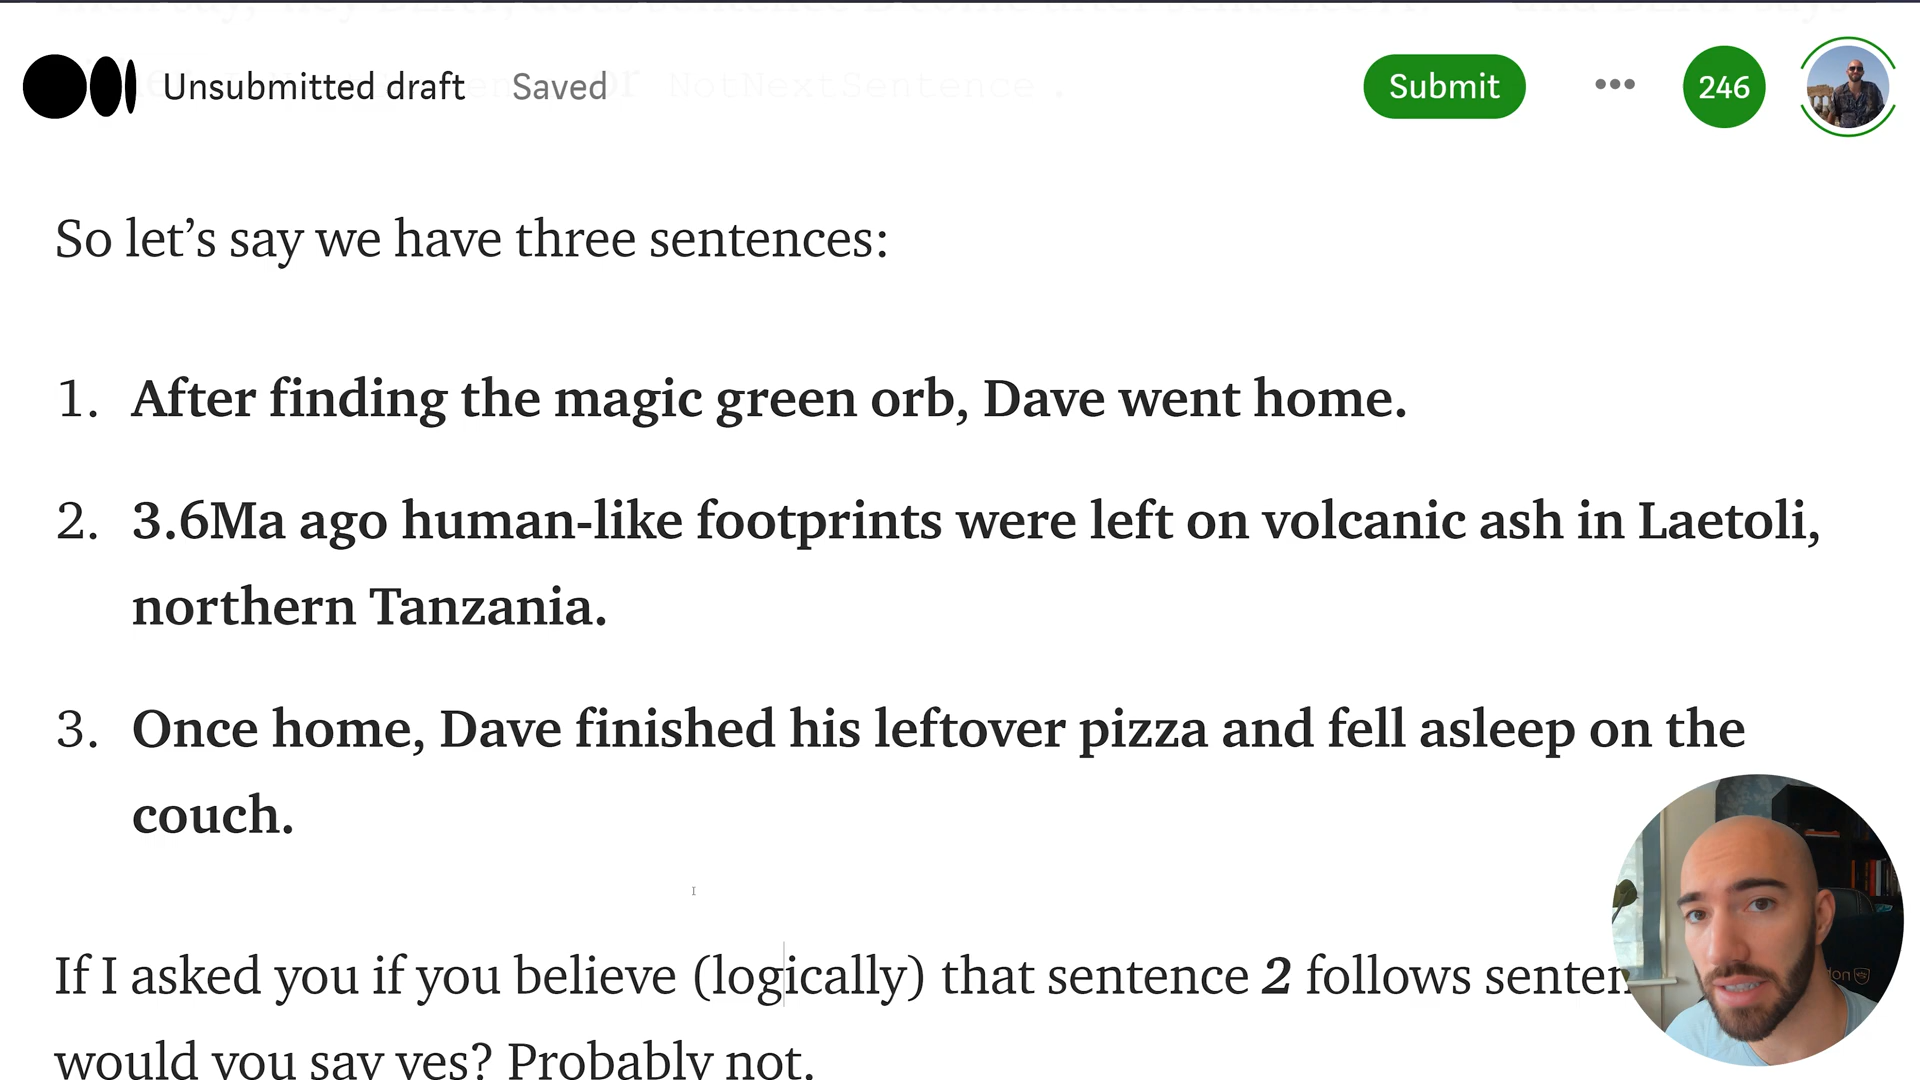 Unsubmitted draft Saved NotNextSentence . Submit 246
So let’s say we have three sentences:
1. After finding the magic green orb, Dave went home.
2. 3.6Ma ago human-like footprints were left on volcanic ash in Laetoli,
northern Tanzania.
3. Once home, Dave finished his leftover pizza and fell asleep on the
couch.
If I asked you if you believe (logically) that sentence 2 follows senten
would you say yes? Probably not.